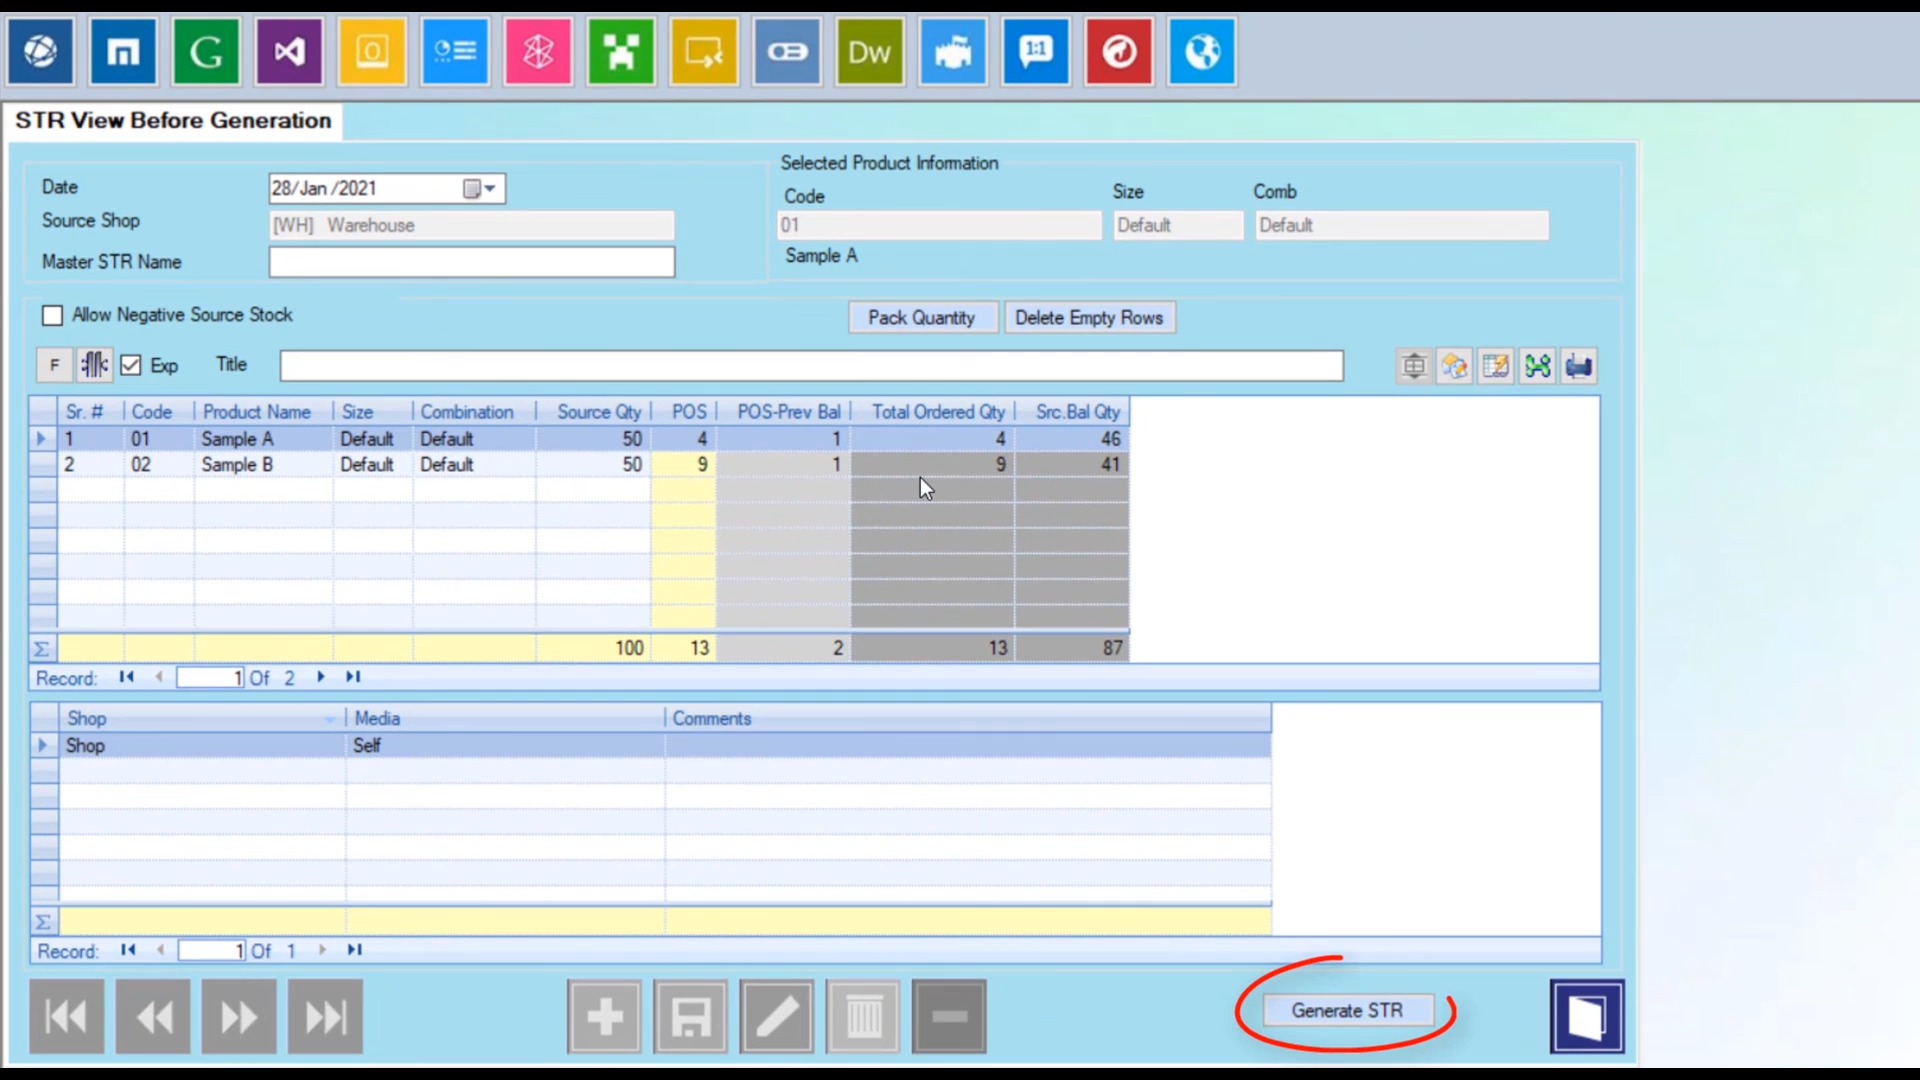 G
O
Dw
1:1
STR View Before Generation
Date 28/Jan /2021
Source Shop [WH] Warehouse
Master STR Name
Selected Product Information
Code Size Comb
01 Default Default
Sample A
Allow Negative Source Stock
Pack Quantity Delete Empty Rows
F Exp Title
Sr. # Code Product Name Size Combination Source Qty POS POS-Prev Bal Total Ordered Qty Src.Bal Qty
1 01 Sample A Default Default 50 4 1 4 46
2 02 Sample B Default Default 50 9 1 9 41
Σ 100 13 2 13 87
Record: 1 Of 2
Shop Media Comments
Shop Self
Σ
Record: 1 Of 1
Generate STR